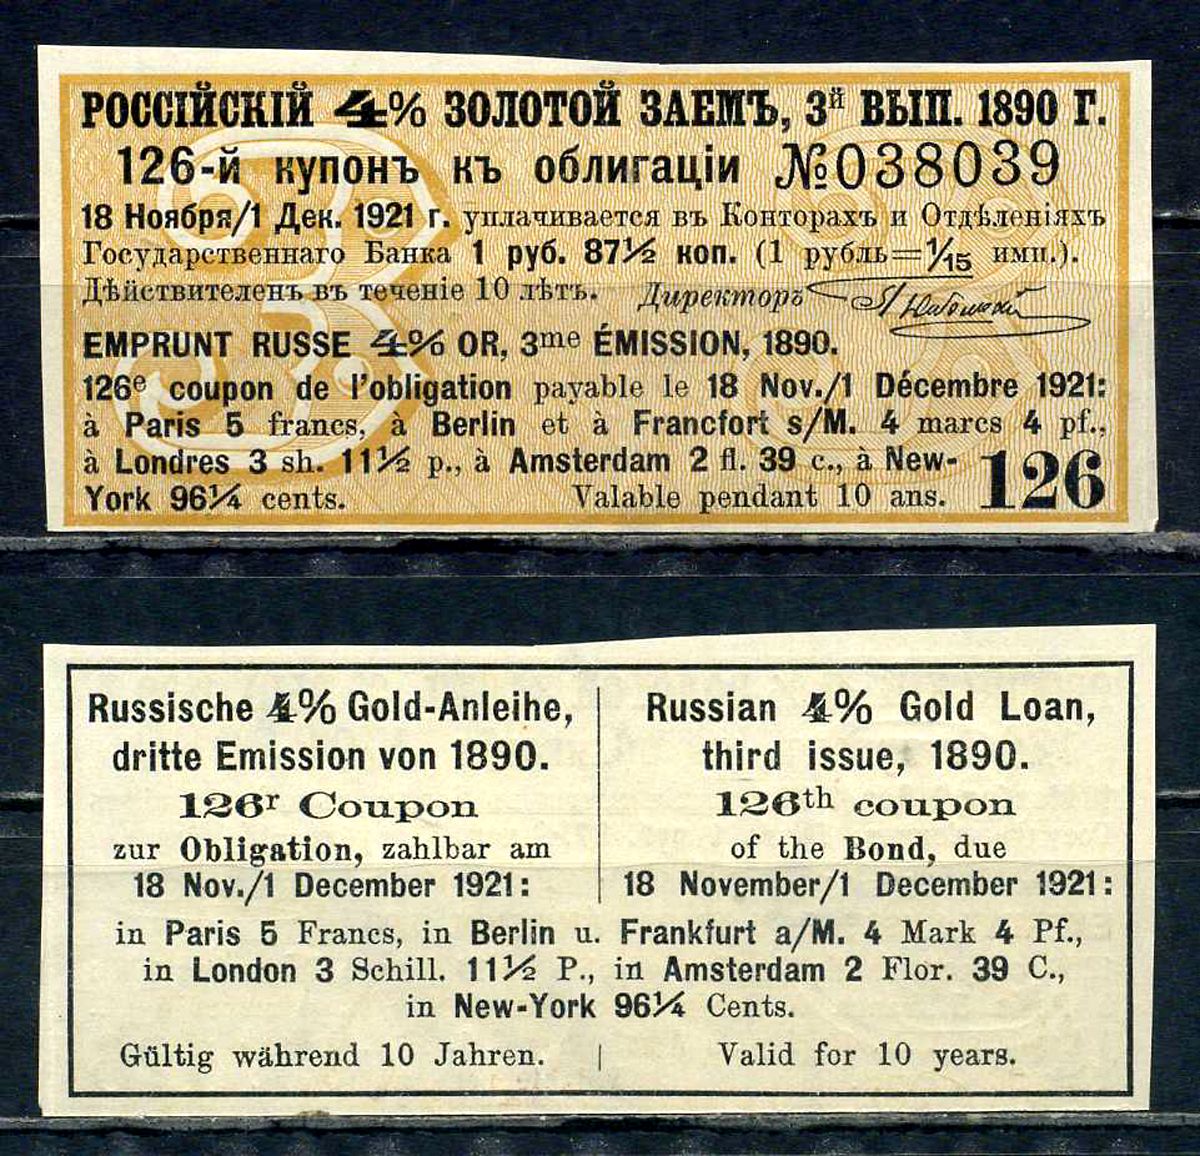 РОССІЙСКІЙ 4% ЗОЛОТОЙ ЗАЕМЪ, 3й ВЫП. 1890 Г.
126-й купонъ къ облигаціи №038039
18 Ноября/1 Дек. 1921 г. уплачивается въ Конторахъ и Отдѣленіяхъ
Государственнаго Банка 1 руб. 87½ коп. (1 рубль=1/15 имп.).
Дѣйствителенъ въ теченіе 10 лѣтъ. Директоръ
EMPRUNT RUSSE 4% OR, 3me ÉMISSION, 1890.
126e coupon de l'obligation payable le 18 Nov./1 Décembre 1921:
à Paris 5 francs, à Berlin et à Francfort s/M. 4 marcs 4 pf.,
à Londres 3 sh. 11½ p., à Amsterdam 2 fl. 39 c., à New-
York 96¼ cents. Valable pendant 10 ans. 126
Russische 4% Gold-Anleihe,
dritte Emission von 1890.
126r Coupon
zur Obligation, zahlbar am
18 Nov./1 December 1921:
Russian 4% Gold Loan,
third issue, 1890.
126th coupon
of the Bond, due
18 November/1 December 1921:
in Paris 5 Francs, in Berlin u. Frankfurt a/M. 4 Mark 4 Pf.,
in London 3 Schill. 11½ P., in Amsterdam 2 Flor. 39 C.,
in New-York 96¼ Cents.
Gültig während 10 Jahren. | Valid for 10 years.